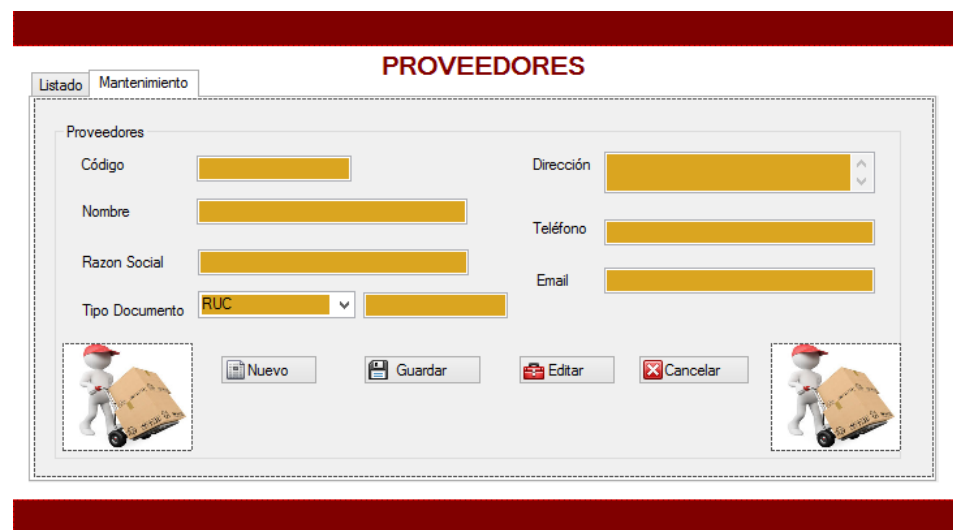 PROVEEDORES
Listado
Mantenimiento
Proveedores
Código
Nombre
Razon Social
Tipo Documento
RUC
Dirección
Teléfono
Email
Nuevo
Guardar
Editar
Cancelar